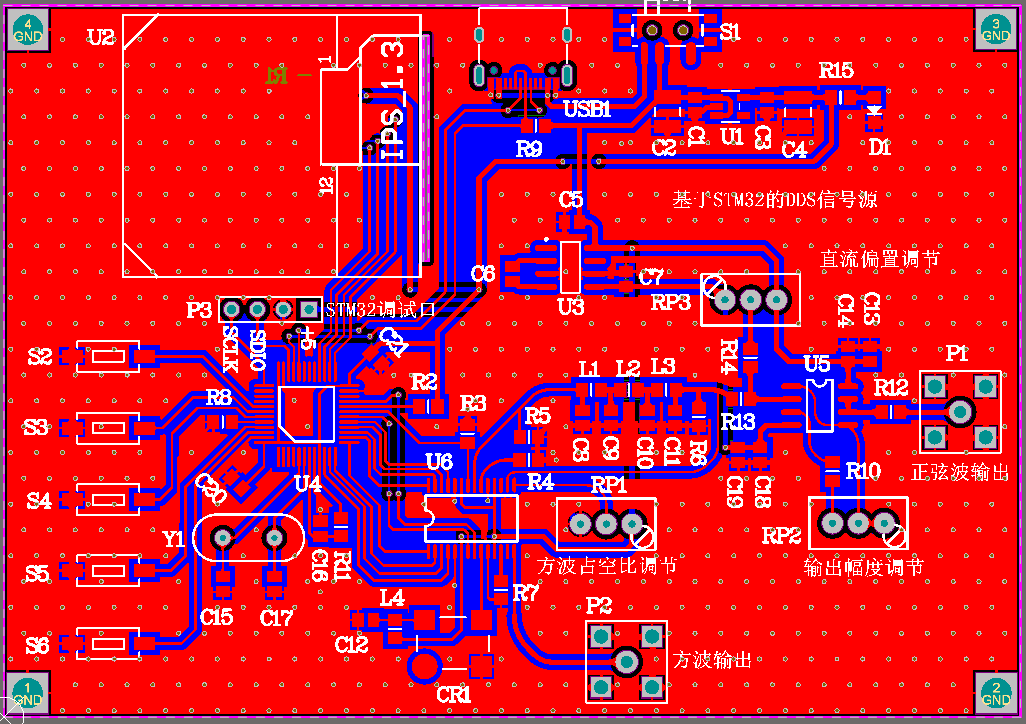 4
GND
3
GND
U2
S1
1
IPS_1.3
12
USB1
R9
C2
C1
U1
C3
C4
R15
D1
基于STM32的DDS信号源
C5
直流偏置调节
C6
C7
U3
RP3
C14
C13
P3
STM32调试口
SCLK
SDIO
+5
S2
R14
U5
P1
L1
L2
L3
R2
R12
R8
R3
R5
S3
R13
C8
C9
C10
C11
R6
U6
R4
R10
正弦波输出
C20
U4
RP1
C19
C18
S4
Y1
RP2
方波占空比调节
输出幅度调节
C16
R11
S5
R7
L4
P2
C15
C17
C12
S6
方波输出
CR1
1
GND
2
GND